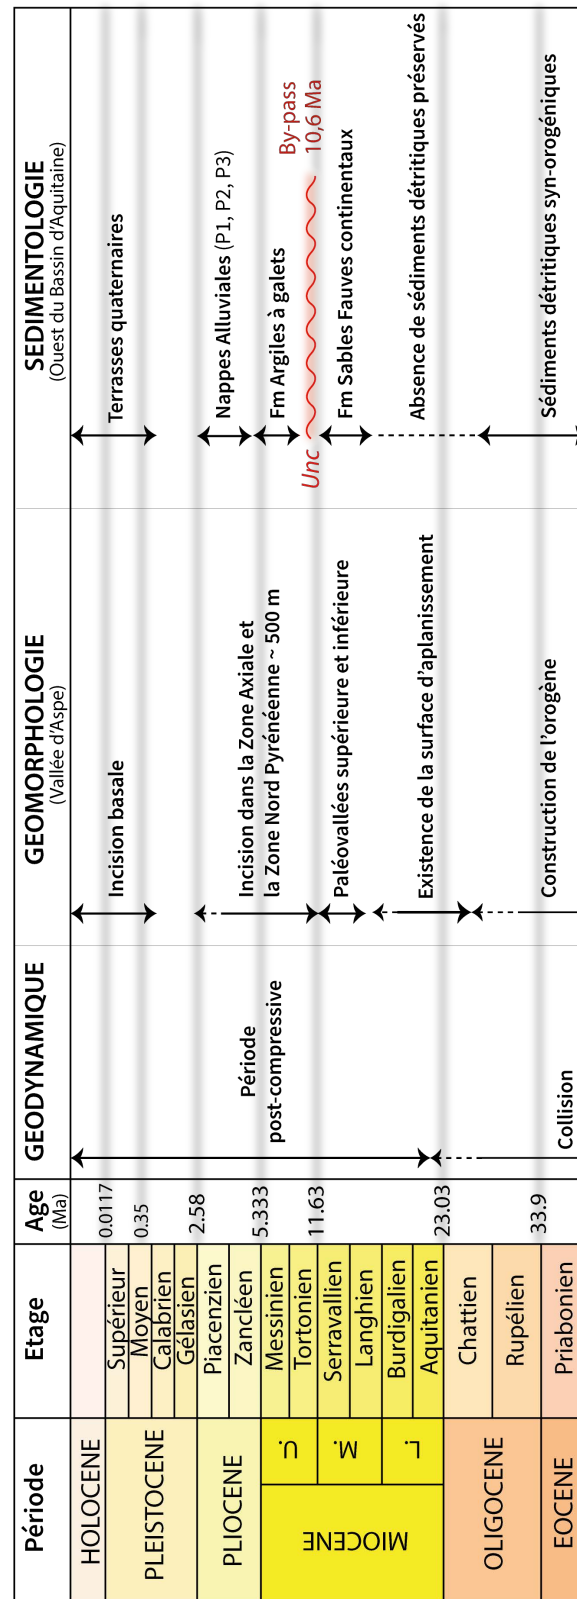 Période
Etage
Age
(Ma)
GEODYNAMIQUE
GEOMORPHOLOGIE
(Vallée d'Aspe)
SEDIMENTOLOGIE
(Ouest du Bassin d'Aquitaine)
HOLOCENE
PLEISTOCENE
PLIOCENE
MIOCENE
U.
M.
L.
OLIGOCENE
EOCENE
Supérieur
Moyen
Calabrien
Gélasien
Piacenzien
Zancléen
Messinien
Tortonien
Serravallien
Langhien
Burdigalien
Aquitanien
Chattien
Rupélien
Priabonien
0.0117
0.35
2.58
5.333
11.63
23.03
33.9
Période
post-compressive
Collision
Incision basale
Incision dans la Zone Axiale et
la Zone Nord Pyrénéenne ~ 500 m
Paléovallées supérieure et inférieure
Existence de la surface d'aplanissement
Construction de l'orogène
Terrasses quaternaires
Nappes Alluviales (P1, P2, P3)
Fm Argiles à galets
Unc
By-pass
10,6 Ma
Fm Sables Fauves continentaux
Absence de sédiments détritiques préservés
Sédiments détritiques syn-orogéniques